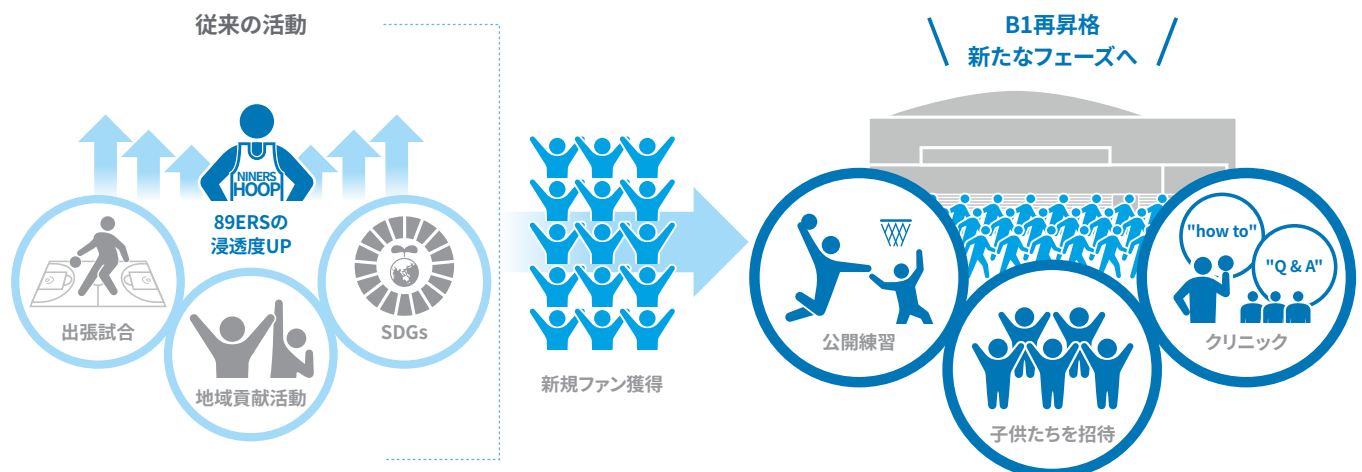 従来の活動
NINERS
HOOP
89ERSの
浸透度UP
出張試合
地域貢献活動
SDGs
新規ファン獲得
B1再昇格
新たなフェーズへ
公開練習
子供たちを招待
"how to"
"Q & A"
クリニック